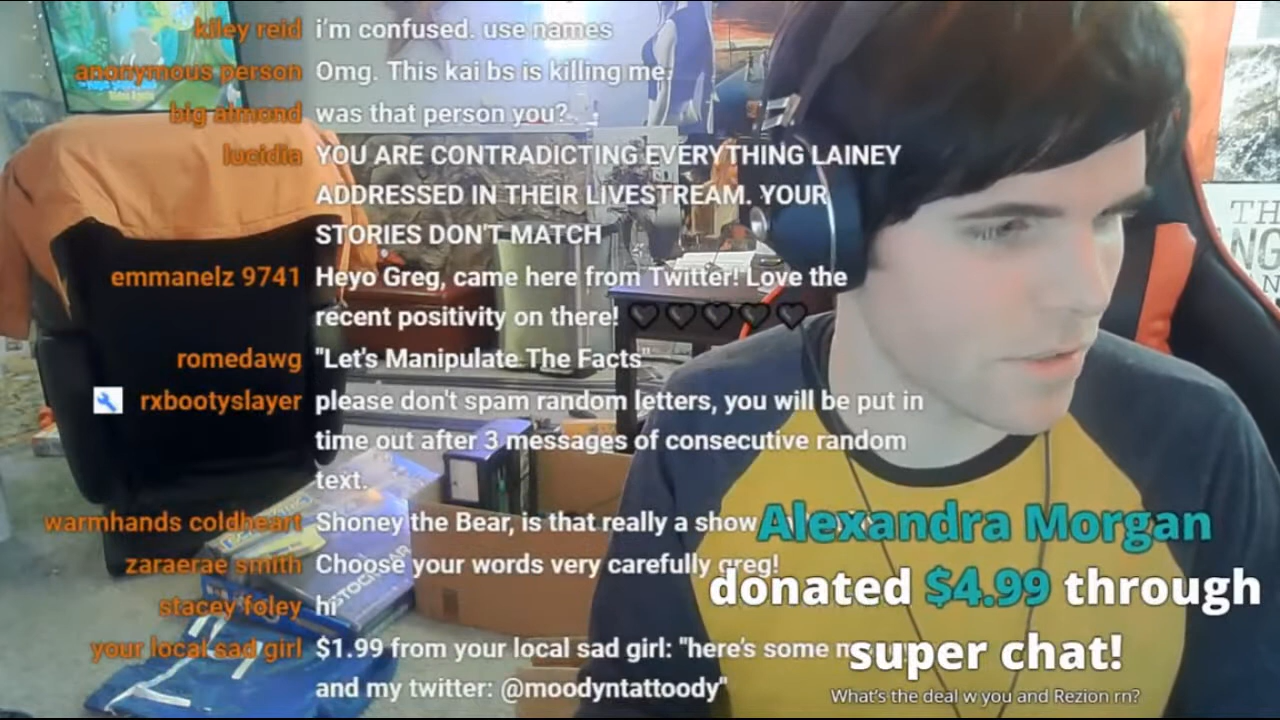 kiley reid i'm confused. use names
anonymous person Omg. This kai bs is killing me.
big almond was that person you?
lucidia YOU ARE CONTRADICTING EVERYTHING LAINEY
ADDRESSED IN THEIR LIVESTREAM. YOUR
STORIES DON'T MATCH
emmanelz 9741 Heyo Greg, came here from Twitter! Love the
recent positivity on there! 🖤🖤🖤🖤🖤
romedawg "Let's Manipulate The Facts"
rxbootyslayer please don't spam random letters, you will be put in
time out after 3 messages of consecutive random
text.
warmhands coldheart Shoney the Bear, is that really a show
zaraerae smith Choose your words very carefully greg!
stacey foley hi
your local sad girl $1.99 from your local sad girl: "here's some
and my twitter: @moodyntattoody"
Alexandra Morgan
donated $4.99 through
super chat!
What's the deal w you and Rezion rn?
STOCK CAR
TH
NG